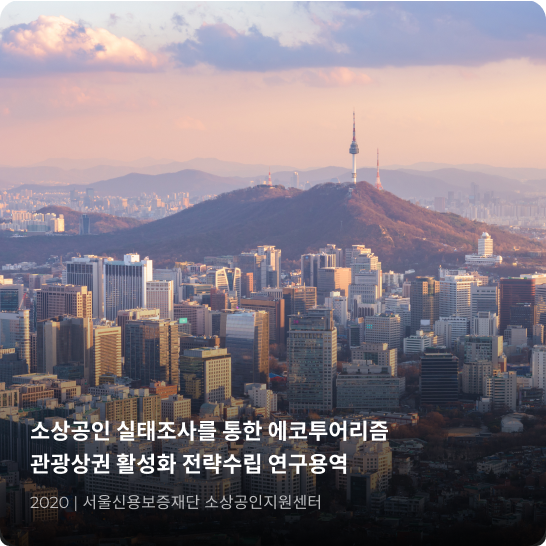 소상공인 실태조사를 통한 에코투어리즘
관광상권 활성화 전략수립 연구용역
2020 | 서울신용보증재단 소상공인지원센터